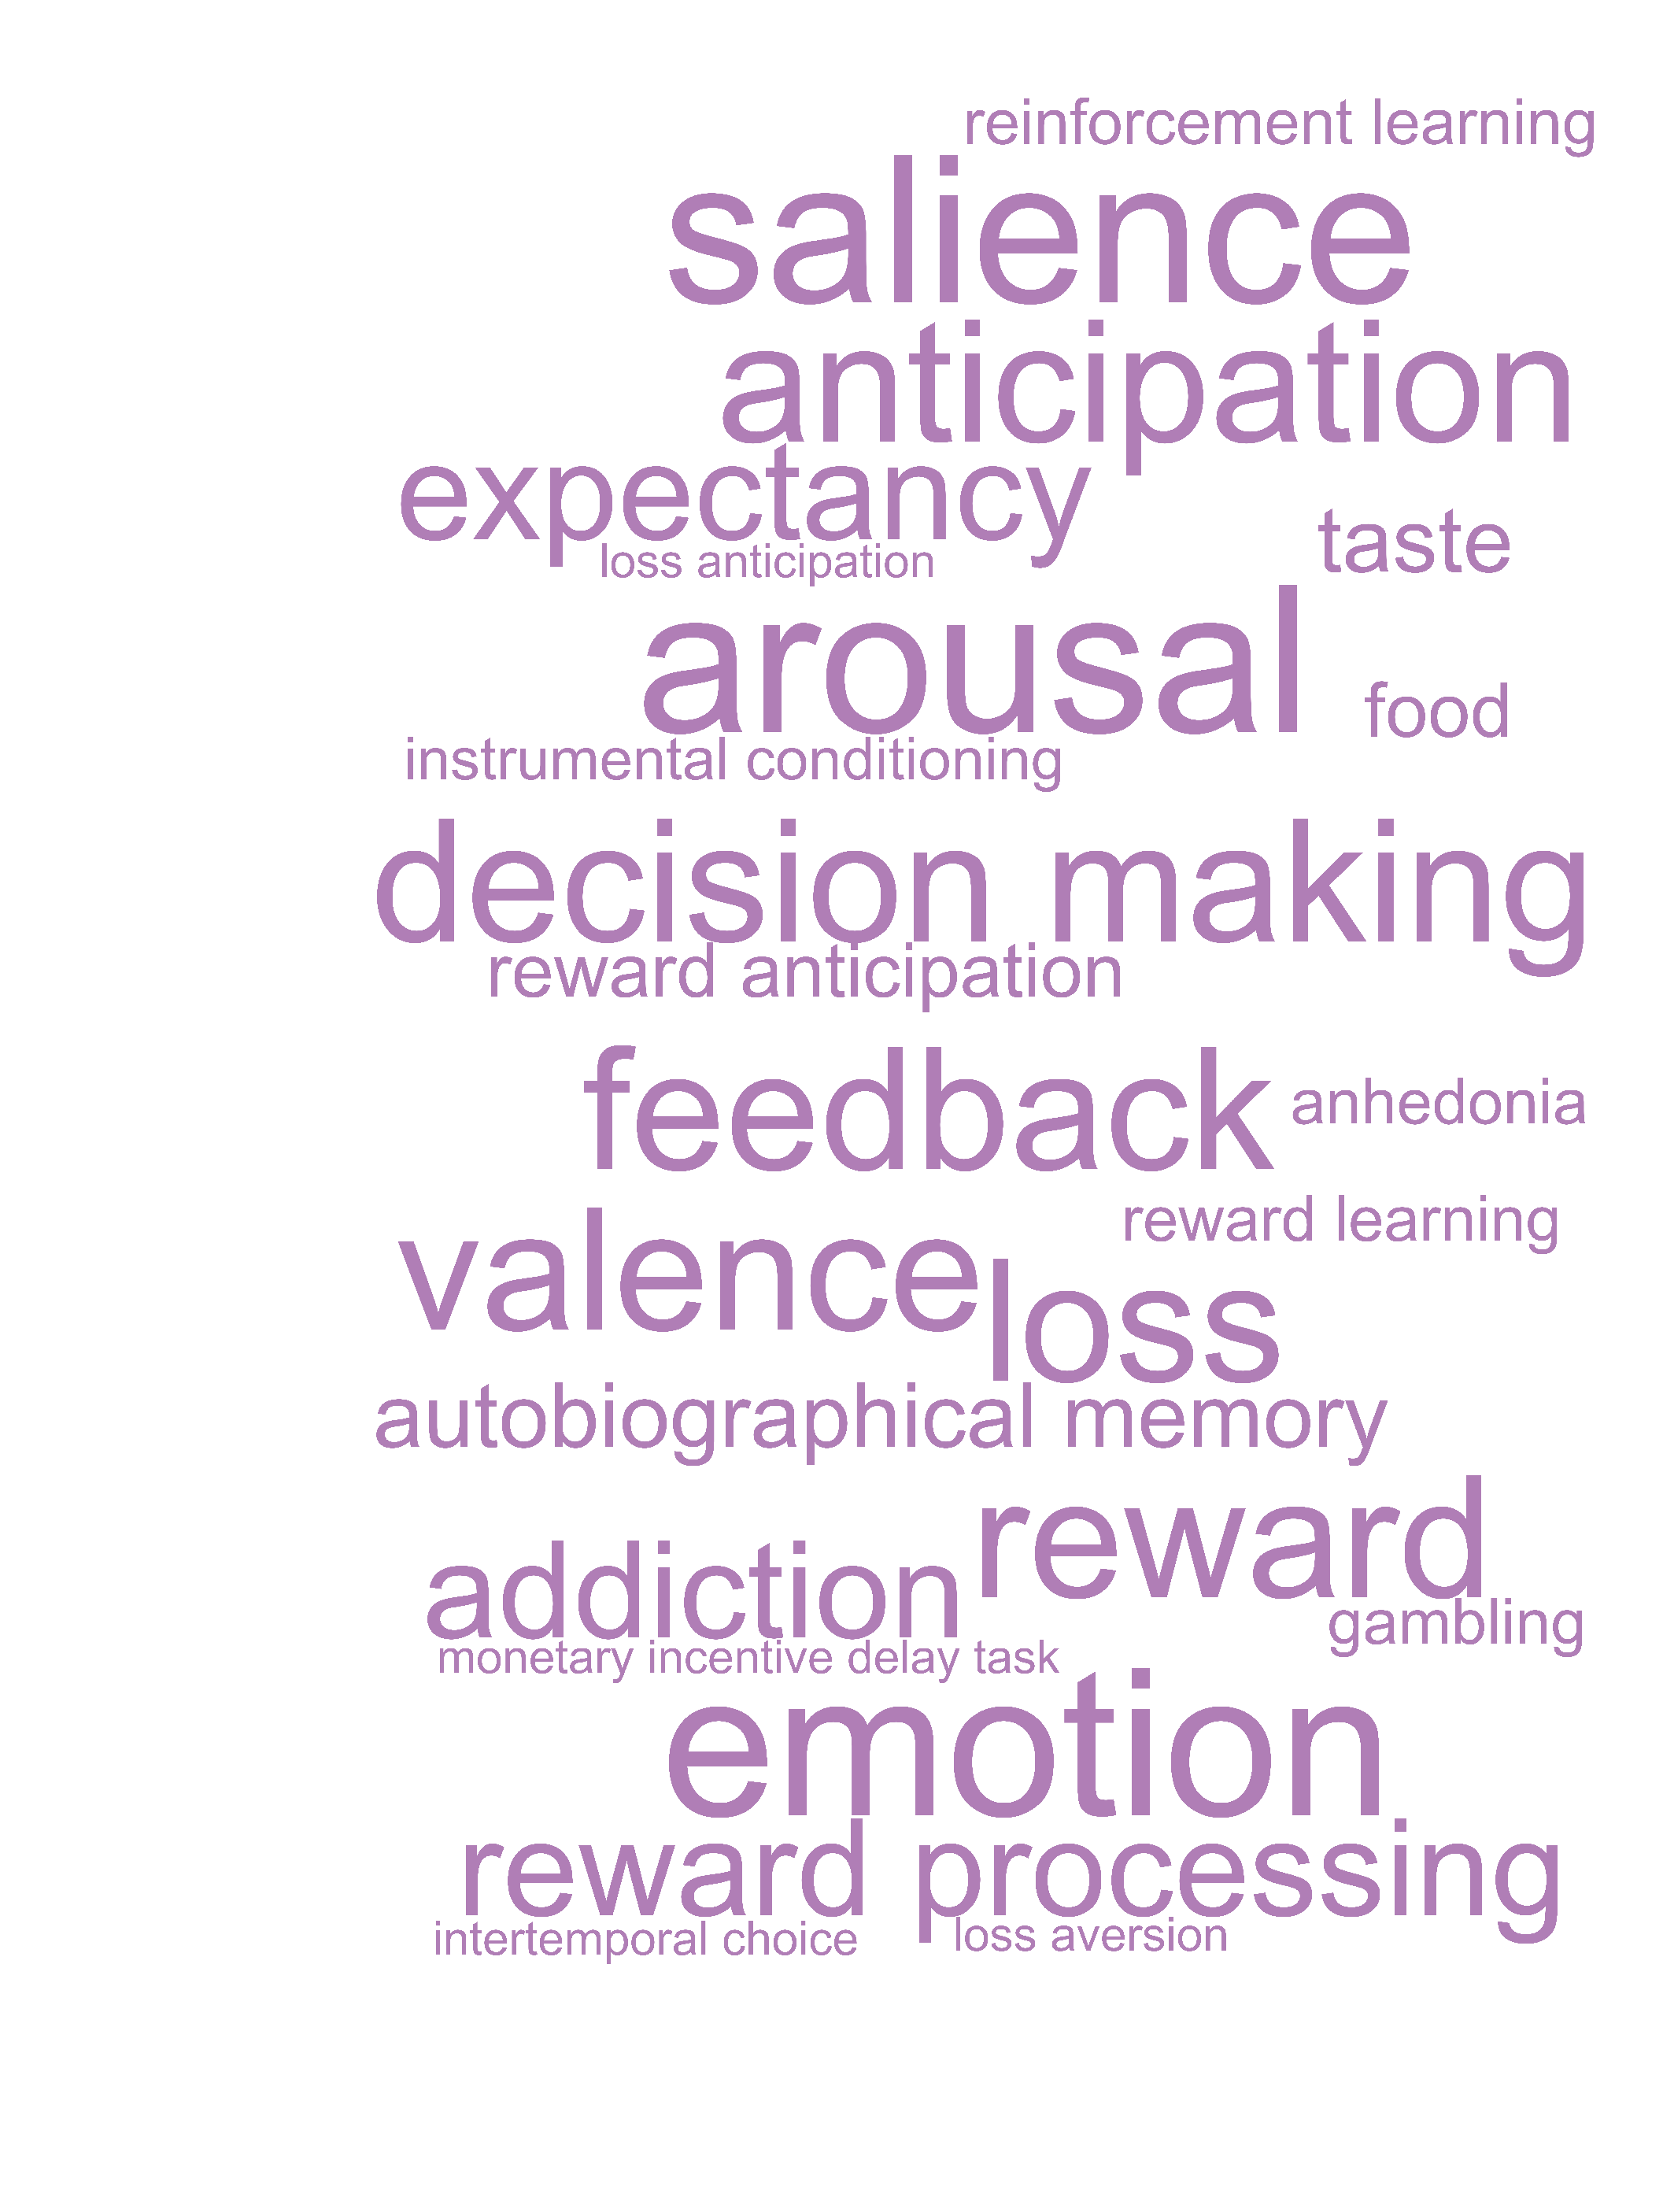 reinforcement learning
salience
anticipation
expectancy
taste
loss anticipation
arousal
food
instrumental conditioning
decision making
reward anticipation
feedback
anhedonia
reward learning
valence
loss
autobiographical memory
reward
addiction
gambling
monetary incentive delay task
emotion
reward processing
intertemporal choice
loss aversion